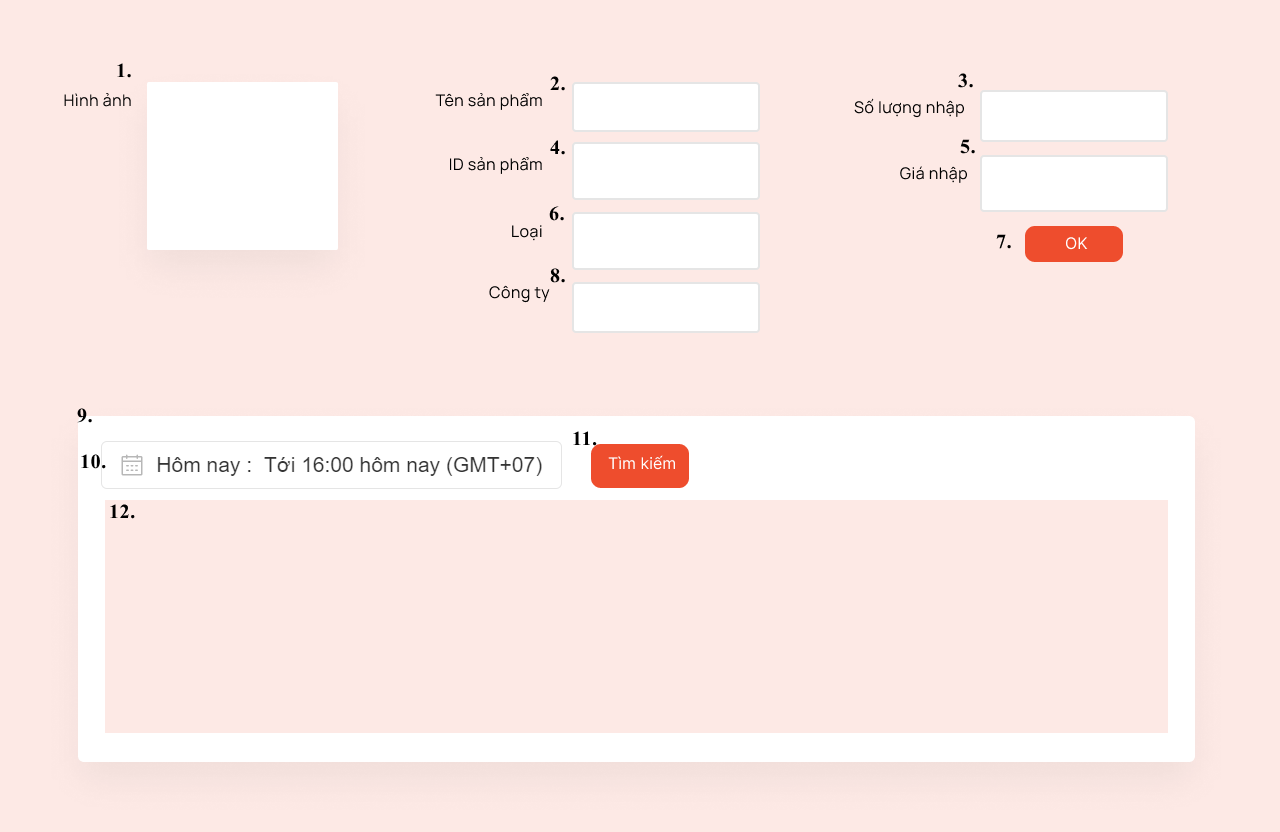 1.
Hình ảnh
2.
Tên sản phẩm
3.
Số lượng nhập
4.
ID sản phẩm
5.
Giá nhập
6.
Loại
7.
OK
8.
Công ty
9.
10.
Hôm nay : Tới 16:00 hôm nay (GMT+07)
11.
Tìm kiếm
12.